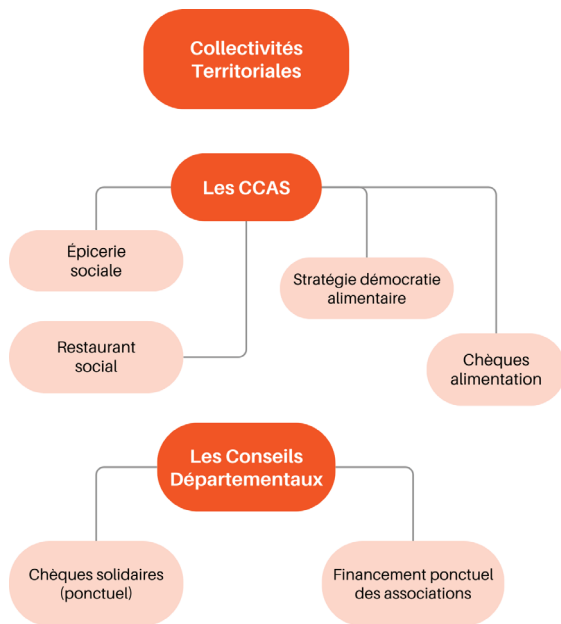 Collectivités
Territoriales
Les CCAS
Épicerie
sociale
Stratégie démocratie
alimentaire
Restaurant
social
Chèques
alimentation
Les Conseils
Départementaux
Chèques solidaires
(ponctuel)
Financement ponctuel
des associations